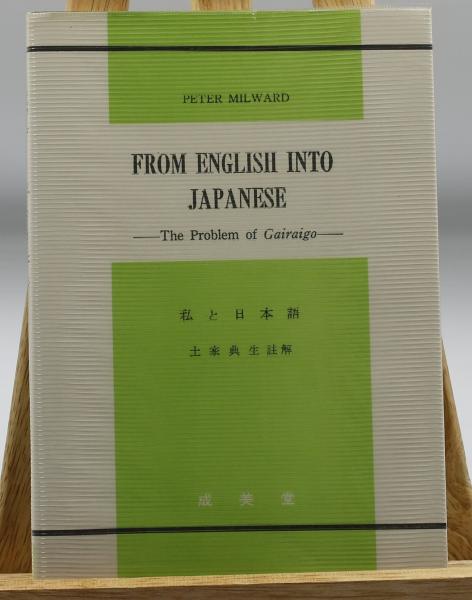 PETER MILWARD
FROM ENGLISH INTO
JAPANESE
——The Problem of Gairaigo——
私と日本語
土家典生註解
成美堂